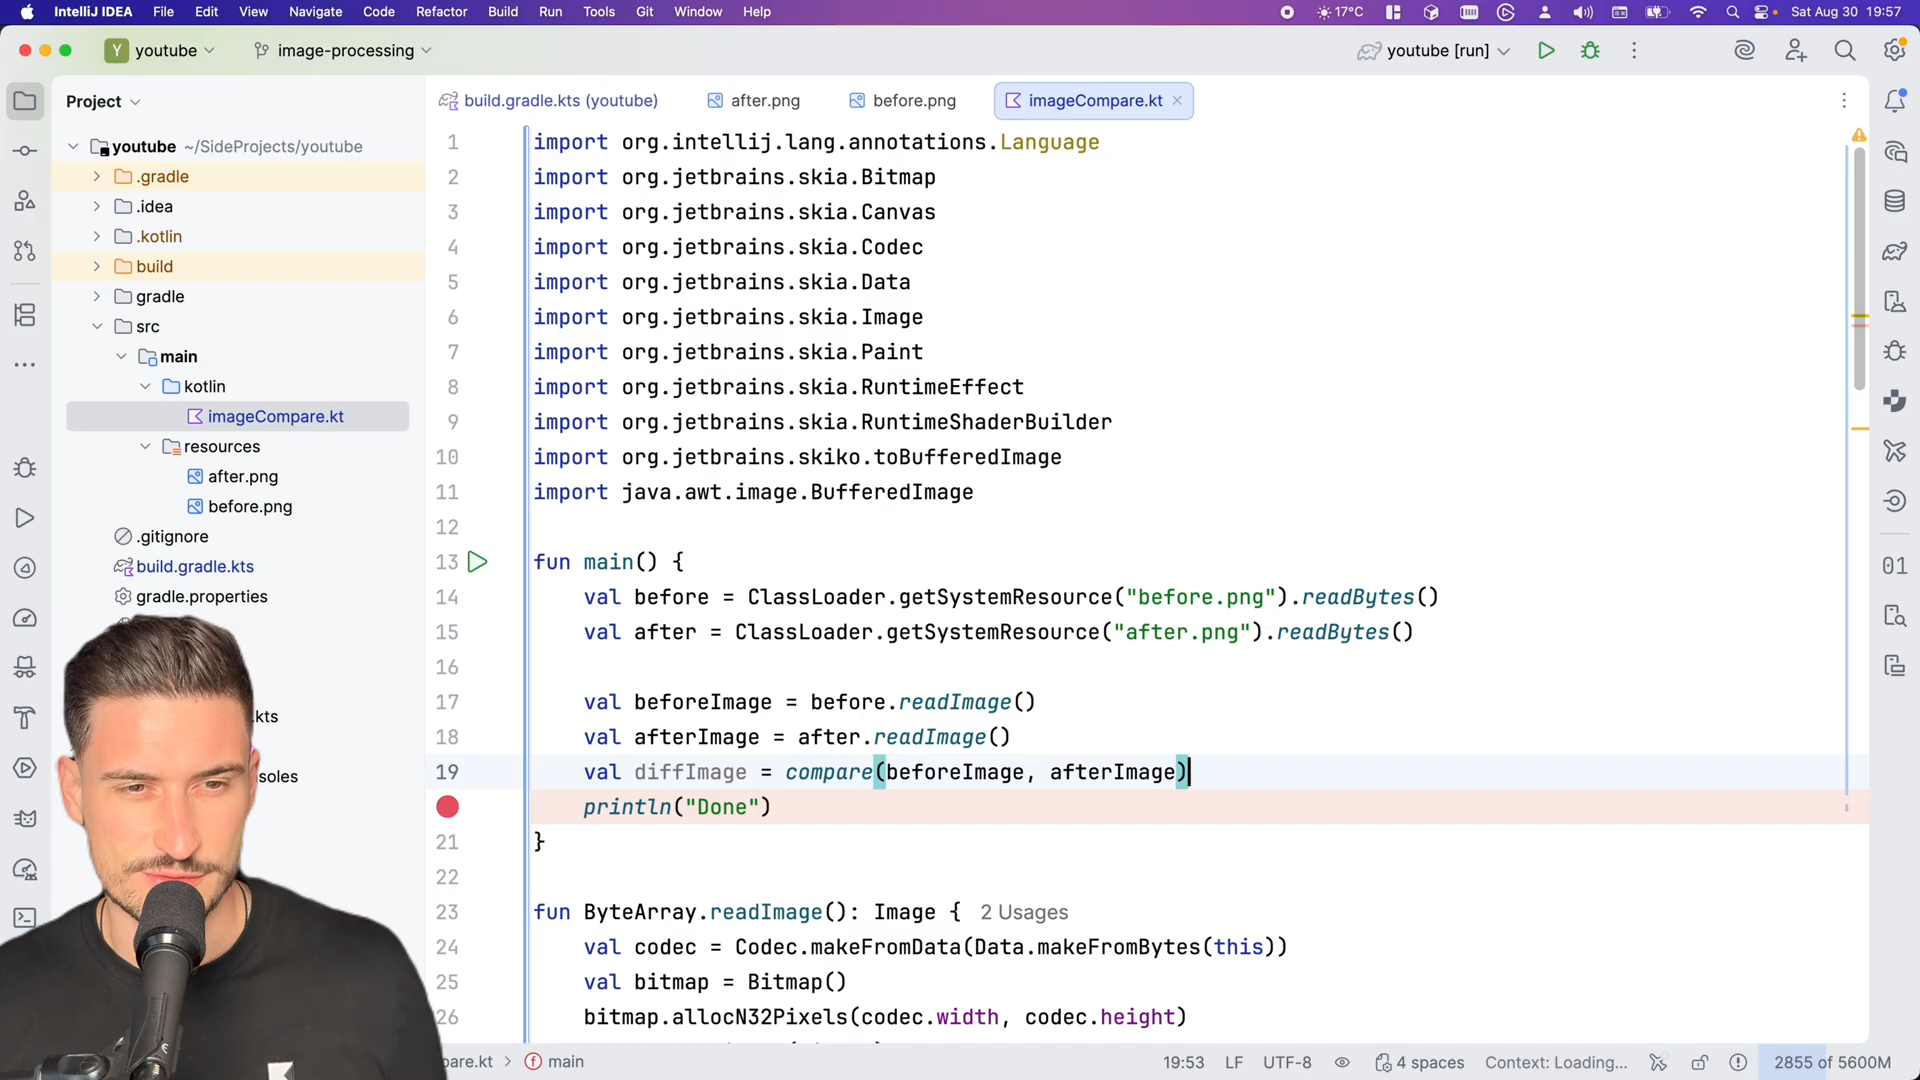 IntelliJ IDEA File Edit View Navigate Code Refactor Build Run Tools Git Window Help 17°C Sat Aug 30 19:57
Y youtube image-processing youtube [run]
Project
build.gradle.kts (youtube) after.png before.png imageCompare.kt
youtube ~/SideProjects/youtube
.gradle
.idea
.kotlin
build
gradle
src
main
kotlin
imageCompare.kt
resources
after.png
before.png
.gitignore
build.gradle.kts
gradle.properties
.kts
soles
1 import org.intellij.lang.annotations.Language
2 import org.jetbrains.skia.Bitmap
3 import org.jetbrains.skia.Canvas
4 import org.jetbrains.skia.Codec
5 import org.jetbrains.skia.Data
6 import org.jetbrains.skia.Image
7 import org.jetbrains.skia.Paint
8 import org.jetbrains.skia.RuntimeEffect
9 import org.jetbrains.skia.RuntimeShaderBuilder
10 import org.jetbrains.skiko.toBufferedImage
11 import java.awt.image.BufferedImage
12
13 fun main() {
14 val before = ClassLoader.getSystemResource("before.png").readBytes()
15 val after = ClassLoader.getSystemResource("after.png").readBytes()
16
17 val beforeImage = before.readImage()
18 val afterImage = after.readImage()
19 val diffImage = compare(beforeImage, afterImage)
println("Done")
21 }
22
23 fun ByteArray.readImage(): Image { 2 Usages
24 val codec = Codec.makeFromData(Data.makeFromBytes(this))
25 val bitmap = Bitmap()
26 bitmap.allocN32Pixels(codec.width, codec.height)
01
pare.kt > main 19:53 LF UTF-8 4 spaces Context: Loading... 2855 of 5600M